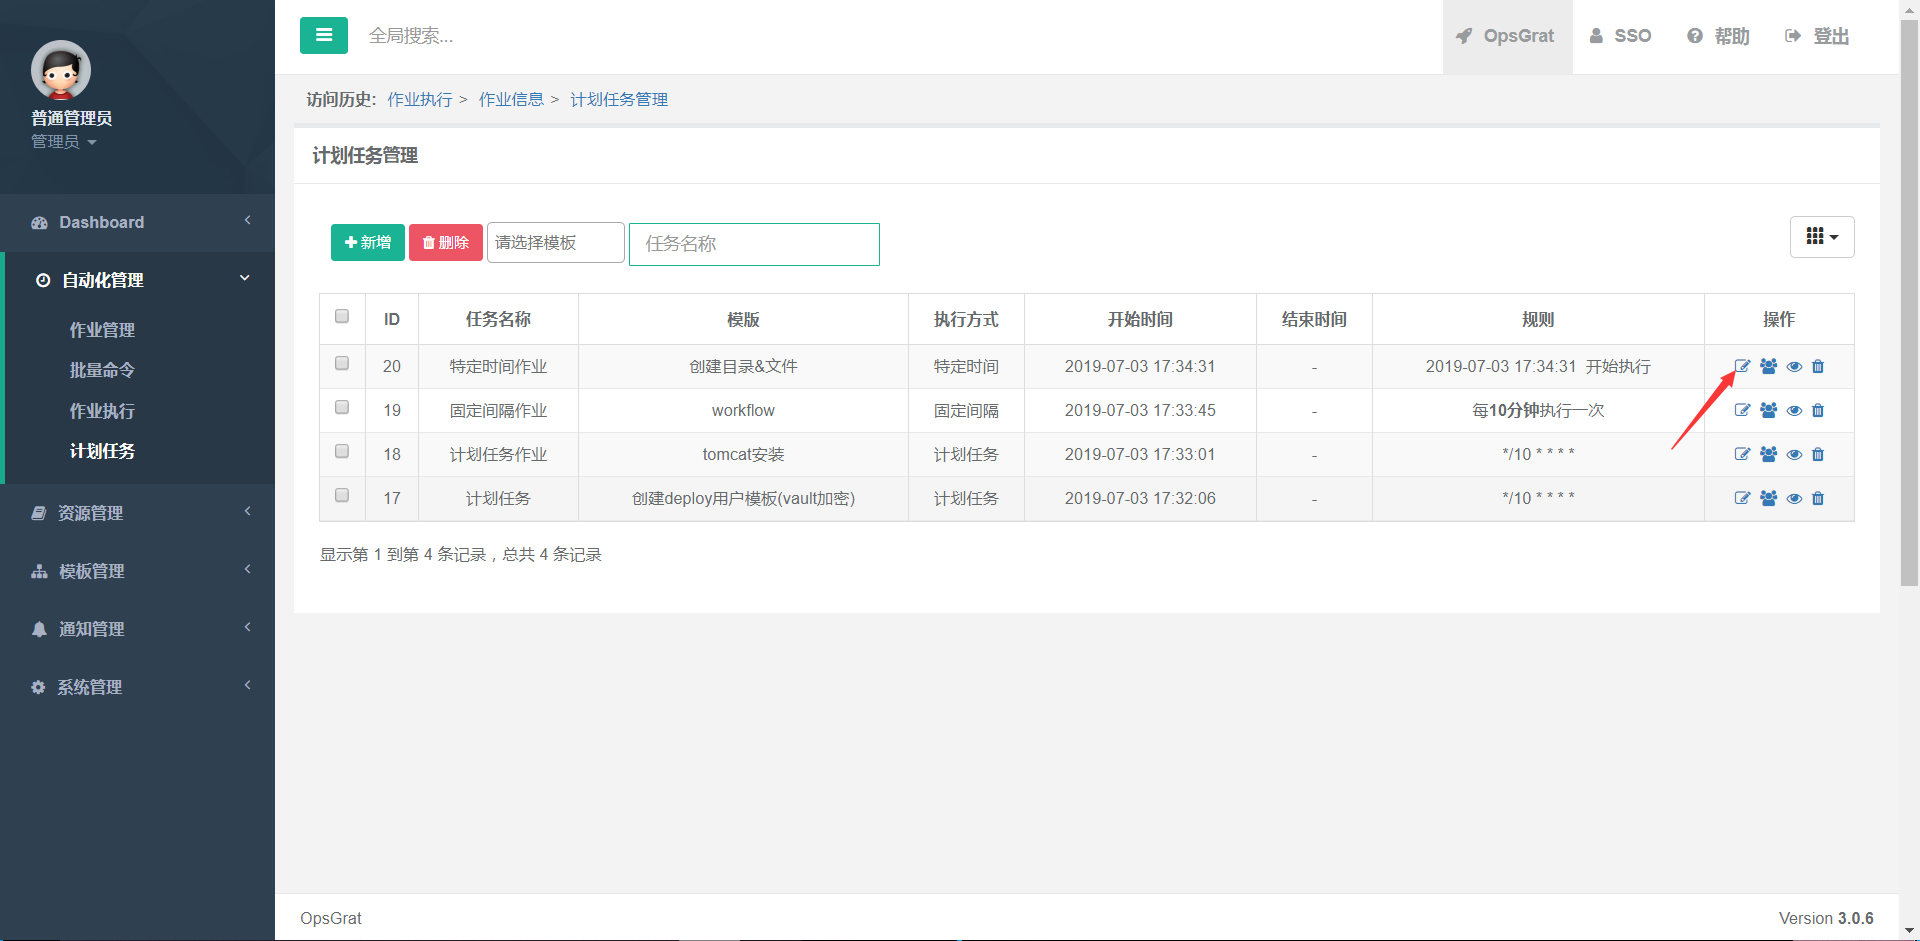 全局搜索...
OpsGrat
SSO
帮助
登出
普通管理员
管理员
Dashboard
自动化管理
作业管理
批量命令
作业执行
计划任务
资源管理
模板管理
通知管理
系统管理
访问历史: 作业执行 > 作业信息 > 计划任务管理
计划任务管理
新增 删除 请选择模板 任务名称
ID 任务名称 模版 执行方式 开始时间 结束时间 规则 操作
20 特定时间作业 创建目录&文件 特定时间 2019-07-03 17:34:31 - 2019-07-03 17:34:31 开始执行
19 固定间隔作业 workflow 固定间隔 2019-07-03 17:33:45 - 每10分钟执行一次
18 计划任务作业 tomcat安装 计划任务 2019-07-03 17:33:01 - */10 * * * *
17 计划任务 创建deploy用户模板(vault加密) 计划任务 2019-07-03 17:32:06 - */10 * * * *
显示第 1 到第 4 条记录，总共 4 条记录
OpsGrat
Version 3.0.6